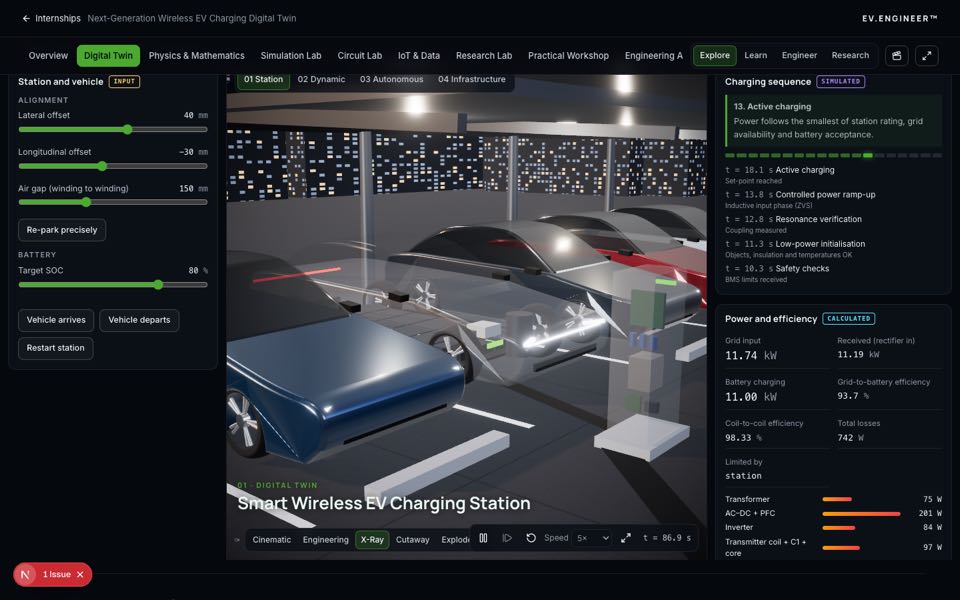 ← Internships Next-Generation Wireless EV Charging Digital Twin EV.ENGINEER™
Overview Digital Twin Physics & Mathematics Simulation Lab Circuit Lab IoT & Data Research Lab Practical Workshop Engineering A Explore Learn Engineer Research
Station and vehicle INPUT
ALIGNMENT
Lateral offset 40 mm
Longitudinal offset −30 mm
Air gap (winding to winding) 150 mm
Re-park precisely
BATTERY
Target SOC 80 %
Vehicle arrives Vehicle departs
Restart station
01 Station 02 Dynamic 03 Autonomous 04 Infrastructure
01 · DIGITAL TWIN
Smart Wireless EV Charging Station
Cinematic Engineering X-Ray Cutaway Explode Speed 5× t = 86.9 s
Charging sequence SIMULATED
13. Active charging
Power follows the smallest of station rating, grid
availability and battery acceptance.
t = 18.1 s Active charging
Set-point reached
t = 13.8 s Controlled power ramp-up
Inductive input phase (ZVS)
t = 12.8 s Resonance verification
Coupling measured
t = 11.3 s Low-power initialisation
Objects, insulation and temperatures OK
t = 10.3 s Safety checks
BMS limits received
Power and efficiency CALCULATED
Grid input Received (rectifier in)
11.74 kW 11.19 kW
Battery charging Grid-to-battery efficiency
11.00 kW 93.7 %
Coil-to-coil efficiency Total losses
98.33 % 742 W
Limited by
station
Transformer 75 W
AC–DC + PFC 201 W
Inverter 84 W
Transmitter coil + C1 +
core 97 W
N 1 Issue ×